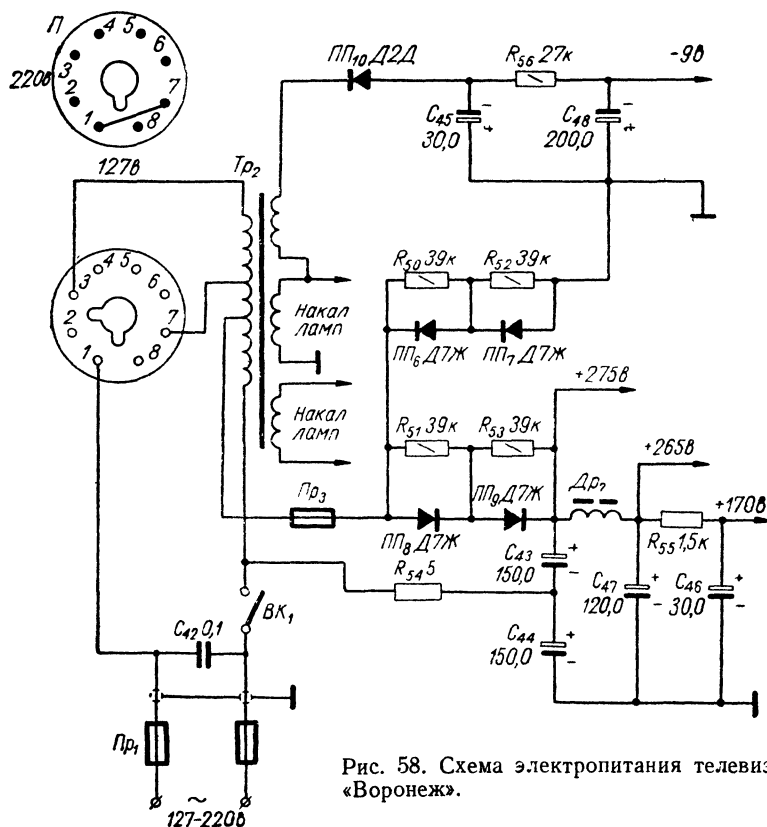 П
4 5
3 6
220в
2 7
1 8
ПП10 Д2Д
R56 27к
-9в
C45
30,0
- +
C48
200,0
- +
127в
Тр2
4 5
3 6
2 7
1 8
Накал
ламп
Накал
ламп
R50 39к
R52 39к
ПП6 Д7Ж
ПП7 Д7Ж
+275в
R51 39к
R53 39к
+265в
Пр3
Др2
+170в
ПП8 Д7Ж
ПП9 Д7Ж
R55 1,5к
C43
150,0
+ -
R54 5
C47
120,0
+ -
C46
30,0
+ -
C44
150,0
+ -
ВК1
C42 0,1
Пр1
~
127-220в
Рис. 58. Схема электропитания телевиз
«Воронеж».